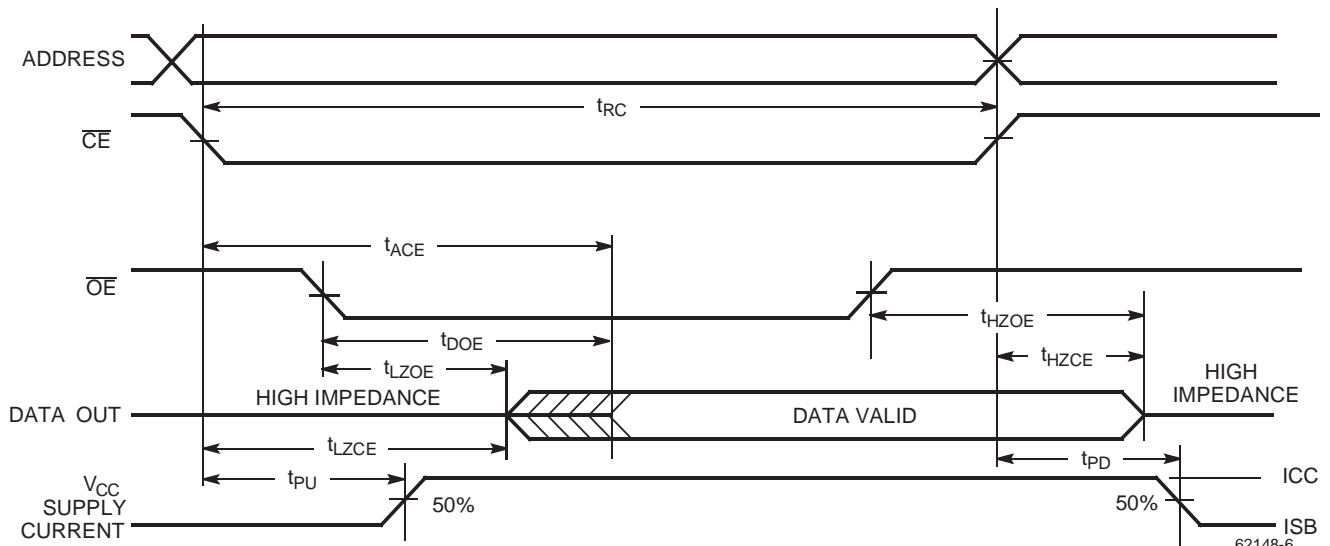 ADDRESS
tRC
CE
tACE
OE
tHZOE
tDOE
tHZCE
tLZOE
HIGH
IMPEDANCE
HIGH IMPEDANCE
DATA OUT
DATA VALID
tLZCE
tPD
tPU
VCC
SUPPLY
CURRENT
50%
50%
ICC
ISB
62148-6